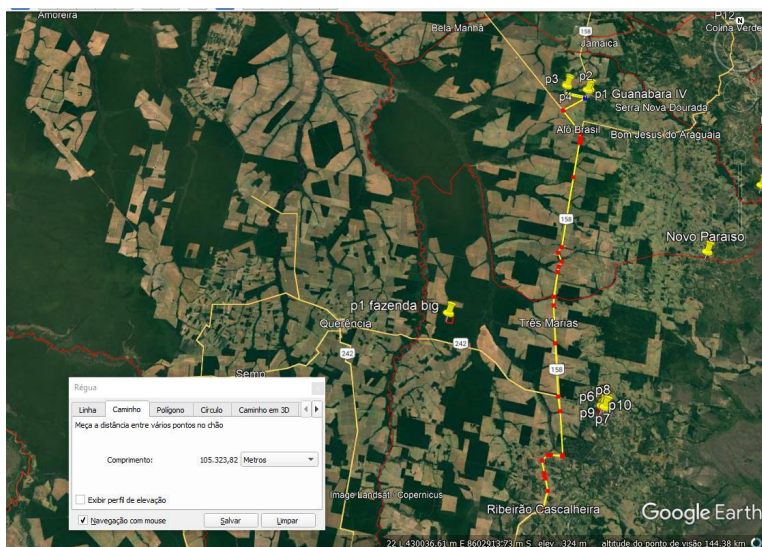 Amoreira
Bela Manhã
158
P12
N
Colina Verde
Jamaica
p3
p2
p4
p1 Guanabara IV
Serra Nova Dourada
Alô Brasil
Bom Jesus do Araguaia
158
Novo Paraiso
p1 fazenda big
Querência
Três Marias
242
242
158
Semp
p8
p6
p10
p9
p7
Régua
Linha
Caminho
Polígono
Círculo
Caminho em 3D
Meça a distância entre vários pontos no chão
Comprimento:
105.323,82
Metros
Exibir perfil de elevação
Navegação com mouse
Salvar
Limpar
Image Landsat / Copernicus
Ribeirão Cascalheira
Google Earth
22 L 430036.61 m E 8602913.73 m S elev. 324 m altitude do ponto de visão 144.38 km